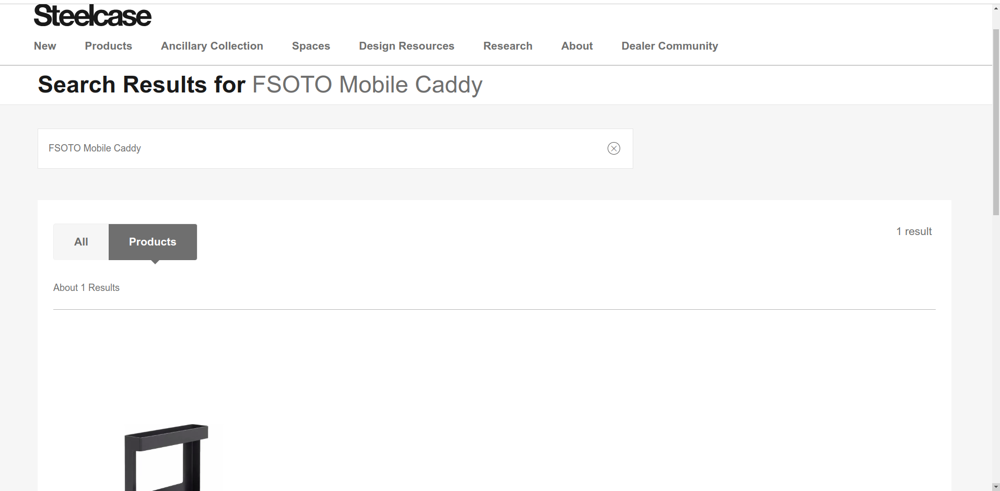 Steelcase
New Products Ancillary Collection Spaces Design Resources Research About Dealer Community
Search Results for FSOTO Mobile Caddy
FSOTO Mobile Caddy
All Products
1 result
About 1 Results